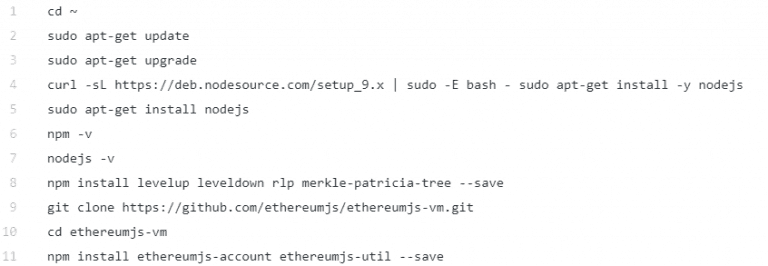 1 cd ~
2 sudo apt-get update
3 sudo apt-get upgrade
4 curl -sL https://deb.nodesource.com/setup_9.x | sudo -E bash - sudo apt-get install -y nodejs
5 sudo apt-get install nodejs
6 npm -v
7 nodejs -v
8 npm install levelup leveldown rlp merkle-patricia-tree --save
9 git clone https://github.com/ethereumjs/ethereumjs-vm.git
10 cd ethereumjs-vm
11 npm install ethereumjs-account ethereumjs-util --save